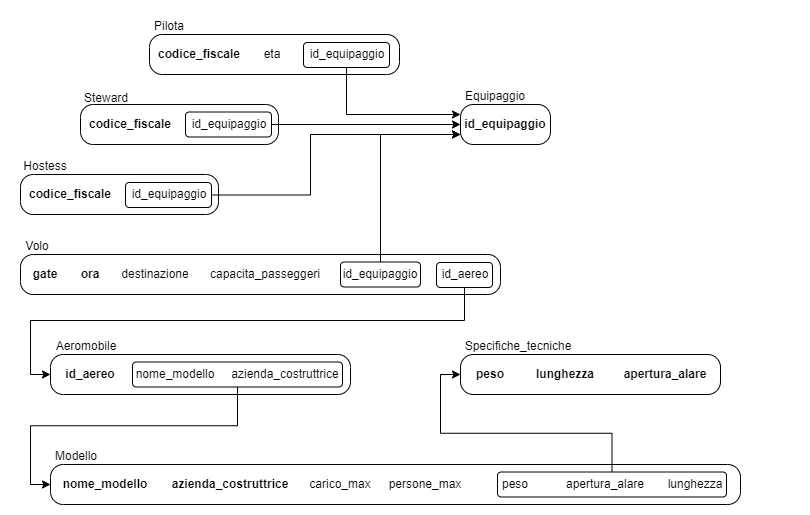 Pilota
codice_fiscale eta id_equipaggio
Steward
codice_fiscale id_equipaggio
Equipaggio
id_equipaggio
Hostess
codice_fiscale id_equipaggio
Volo
gate ora destinazione capacita_passeggeri id_equipaggio id_aereo
Aeromobile
id_aereo nome_modello azienda_costruttrice
Specifiche_tecniche
peso lunghezza apertura_alare
Modello
nome_modello azienda_costruttrice carico_max persone_max peso apertura_alare lunghezza